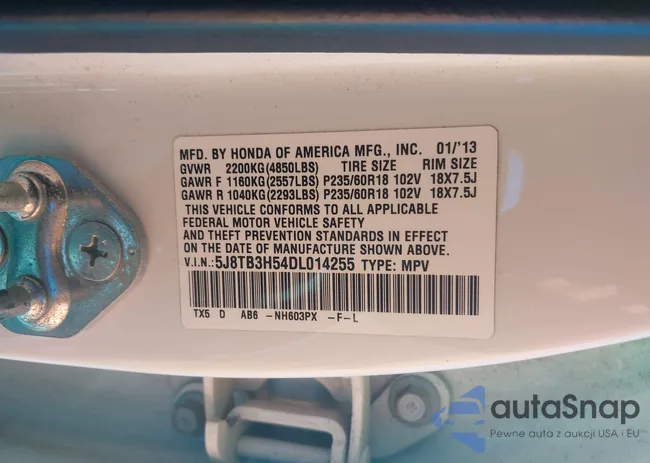 MFD. BY HONDA OF AMERICA MFG., INC. 01/'13
GVWR 2200KG(4850LBS) TIRE SIZE RIM SIZE
GAWR F 1160KG(2557LBS) P235/60R18 102V 18X7.5J
GAWR R 1040KG(2293LBS) P235/60R18 102V 18X7.5J
THIS VEHICLE CONFORMS TO ALL APPLICABLE
FEDERAL MOTOR VEHICLE SAFETY
AND THEFT PREVENTION STANDARDS IN EFFECT
ON THE DATE OF MANUFACTURE SHOWN ABOVE.
V.I.N.: 5J8TB3H54DL014255 TYPE: MPV
TX5 D AB6 -NH603PX -F-L
autaSnap
Pewne auta z aukcji USA i EU